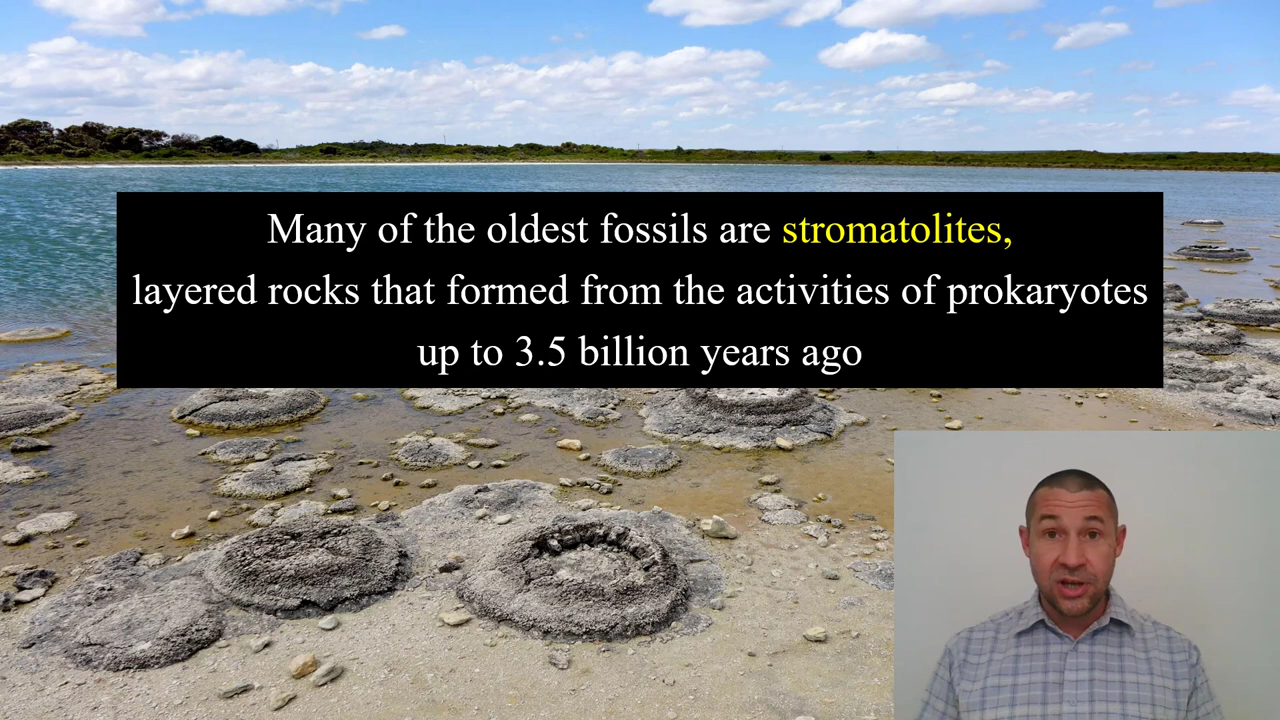 Many of the oldest fossils are stromatolites,
layered rocks that formed from the activities of prokaryotes
up to 3.5 billion years ago